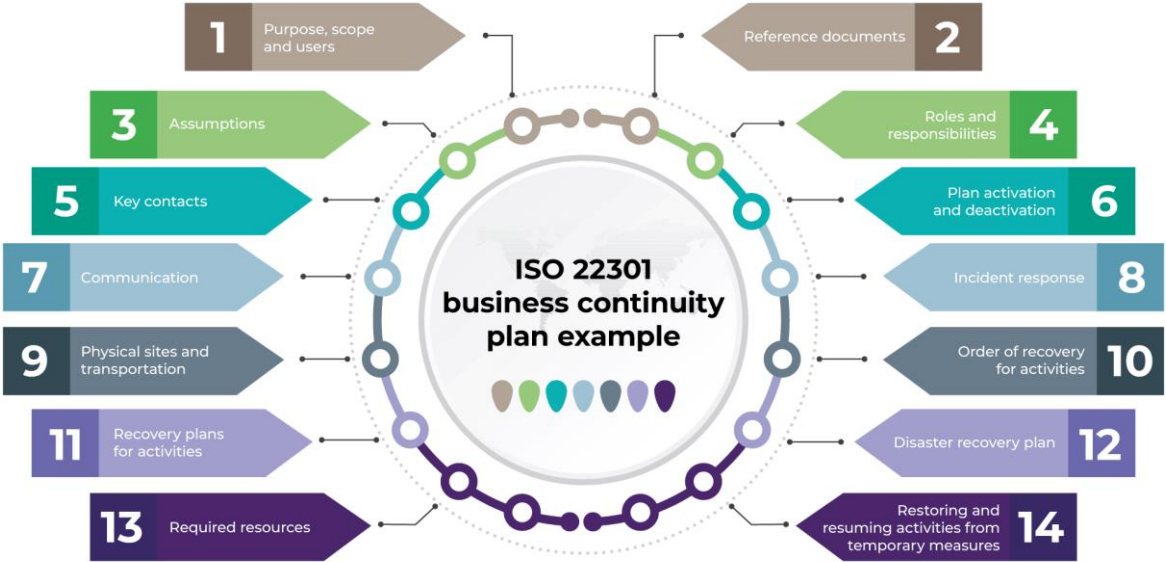 1
Purpose, scope
and users
Reference documents
2
3
Assumptions
Roles and
responsibilities
4
5
Key contacts
Plan activation
and deactivation
6
7
Communication
Incident response
8
ISO 22301
business continuity
plan example
9
Physical sites and
transportation
Order of recovery
for activities
10
11
Recovery plans
for activities
Disaster recovery plan
12
13
Required resources
Restoring and
resuming activities from
temporary measures
14